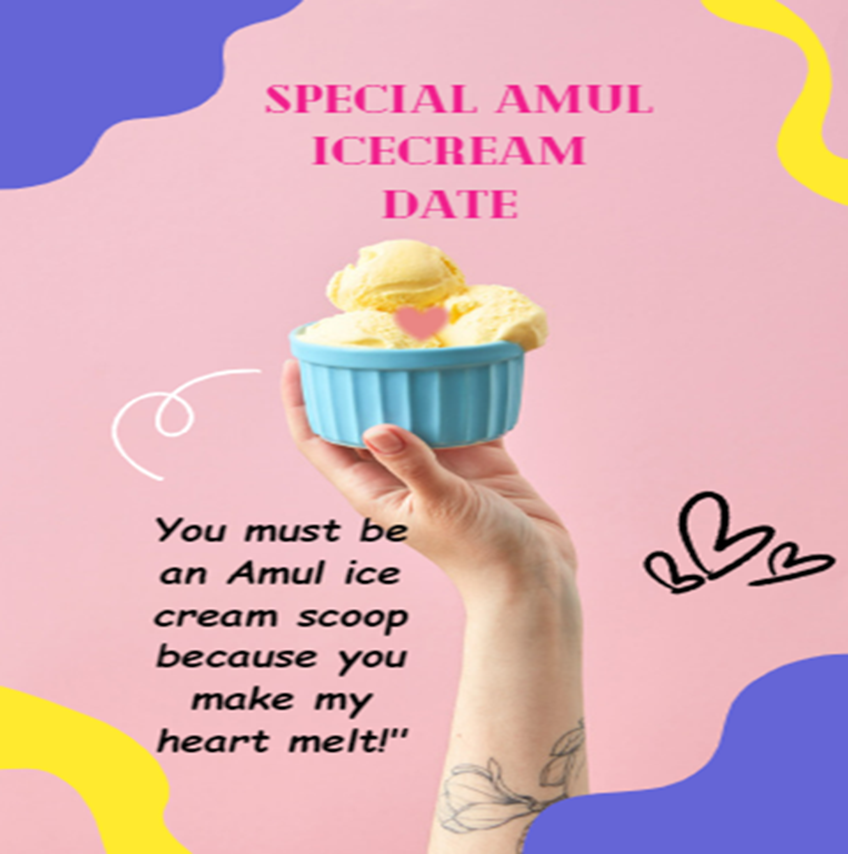 SPECIAL AMUL
ICECREAM
DATE
You must be
an Amul ice
cream scoop
because you
make my
heart melt!"